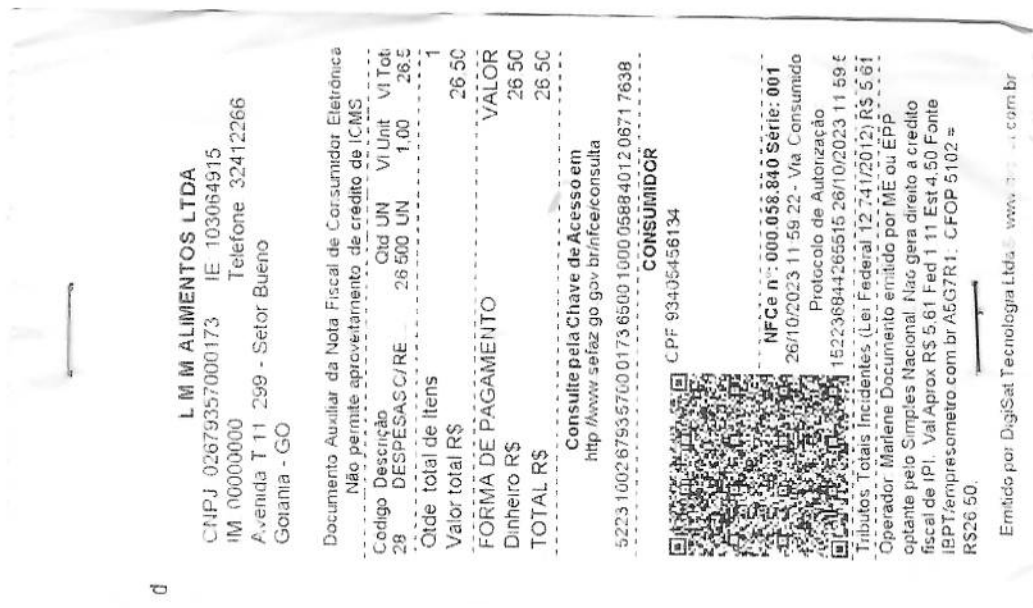 d
L M M ALIMENTOS LTDA
CNPJ 02679357000173 IE 103064915
IM 00000000 Telefone 32412266
Avenida T 11 299 - Setor Bueno
Goiania - GO
Documento Auxiliar da Nota Fiscal de Consumidor Eletrônica
Não permite aproveitamento de crédito de ICMS
Codigo Descrição Qtd UN Vl Unit Vl Tot
28 DESPESAS C/ RE 26 500 UN 1,00 26.5
Qtde total de Itens 1
Valor total R$ 26.50
FORMA DE PAGAMENTO VALOR
Dinheiro R$ 26 50
TOTAL R$ 26 50
Consulte pela Chave de Acesso em
http //www sefaz go gov br/nfce/consulta
5223 1002 6793 5700 0173 6500 1000 0588 4012 0671 7638
CONSUMIDOR
CPF 93405456134
NFCe n°: 000.058.840 Série: 001
26/10/2023 11 59 22 - Via Consumido
Protocolo de Autorização
152236844265515 26/10/2023 11 59 5
Tributos Totais Incidentes (Lei Federal 12 741/2012) R$ 5 61
Operador Marlene Documento emitido por ME ou EPP
optante pelo Simples Nacional Não gera direito a credito
fiscal de IPI. Val Aprox R$ 5,61 Fed 1 11 Est 4,50 Fonte
IBPT/empresometro com br A5G7R1; CFOP 5102 =
R$26 50.
Emitido por DigiSat Tecnologia Ltda www com br